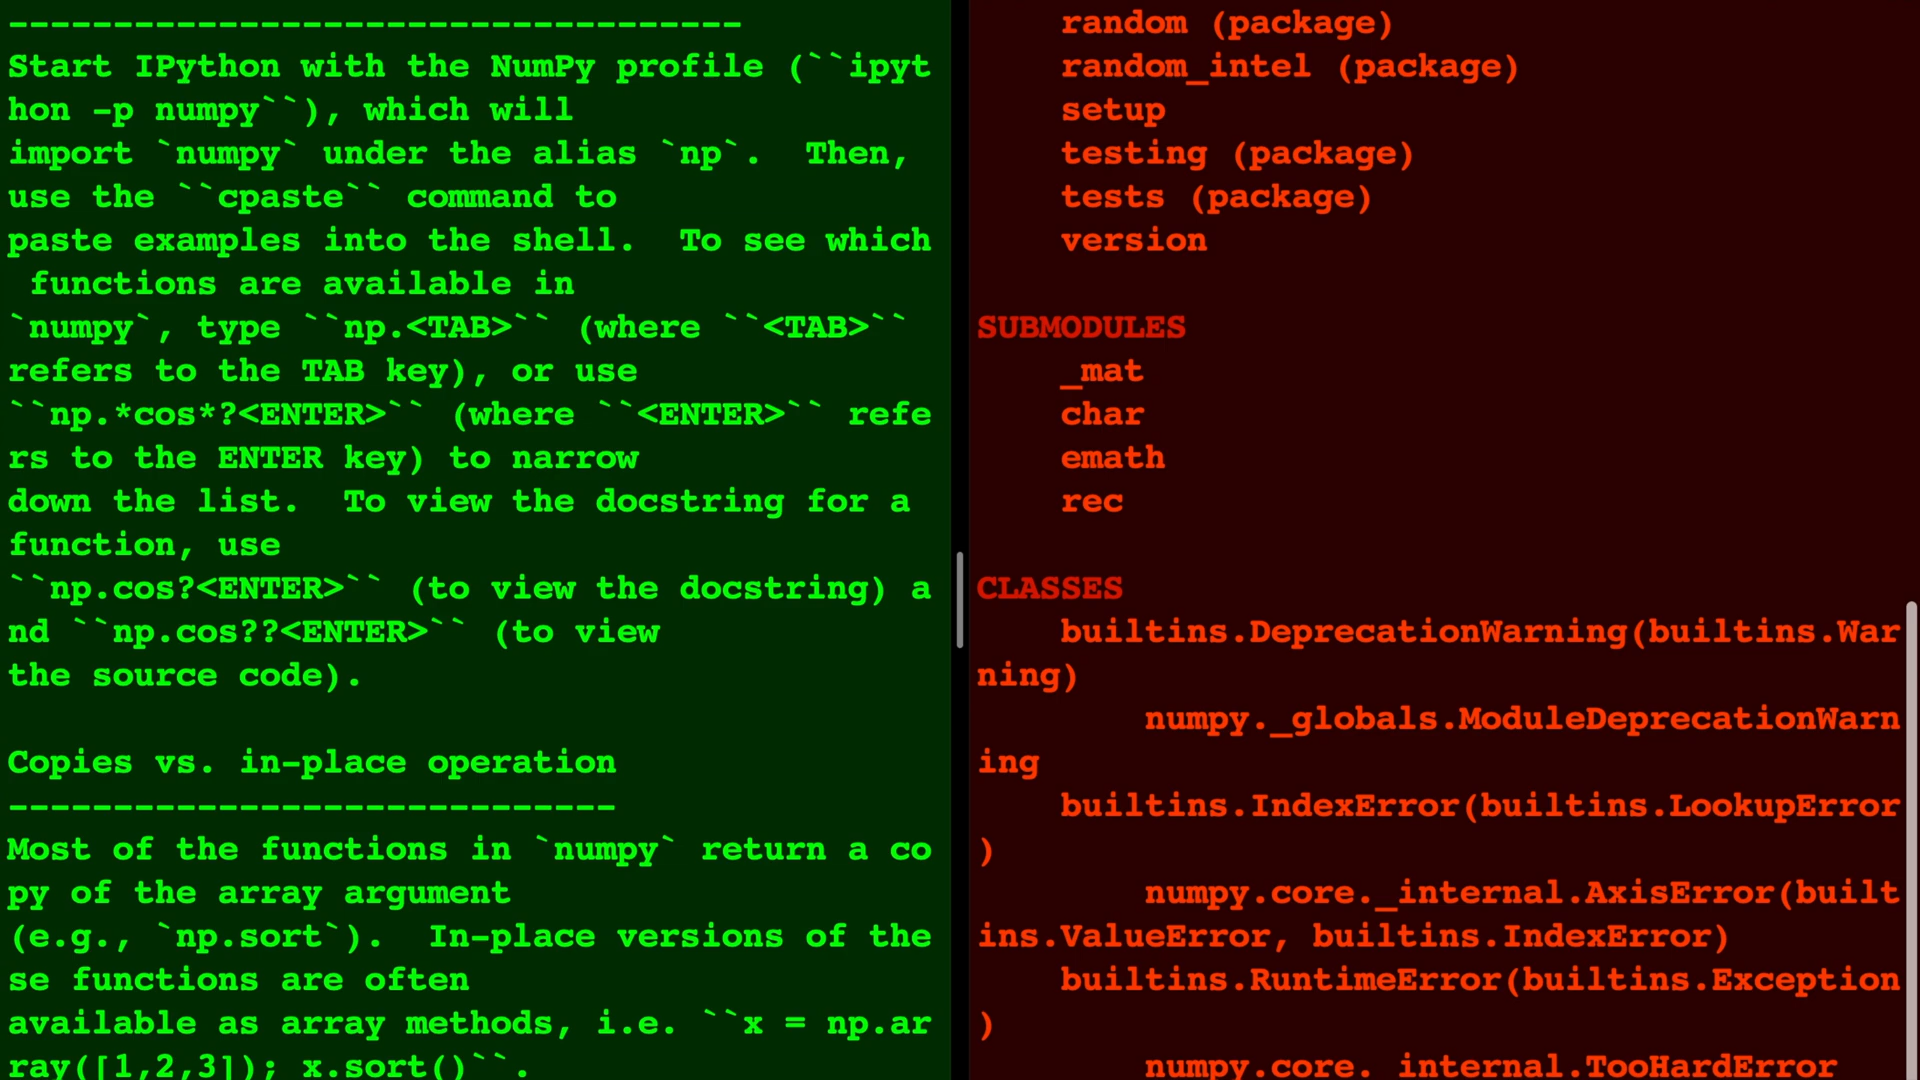 -----------------------------------
Start IPython with the NumPy profile (``ipyt
hon -p numpy``), which will
import `numpy` under the alias `np`.  Then,
use the ``cpaste`` command to
paste examples into the shell.  To see which
 functions are available in
`numpy`, type ``np.<TAB>`` (where ``<TAB>``
refers to the TAB key), or use
``np.*cos*?<ENTER>`` (where ``<ENTER>`` refe
rs to the ENTER key) to narrow
down the list.  To view the docstring for a
function, use
``np.cos?<ENTER>`` (to view the docstring) a
nd ``np.cos??<ENTER>`` (to view
the source code).

Copies vs. in-place operation
-----------------------------
Most of the functions in `numpy` return a co
py of the array argument
(e.g., `np.sort`).  In-place versions of the
se functions are often
available as array methods, i.e. ``x = np.ar
ray([1,2,3]); x.sort()``.
    random (package)
    random_intel (package)
    setup
    testing (package)
    tests (package)
    version

SUBMODULES
    _mat
    char
    emath
    rec

CLASSES
    builtins.DeprecationWarning(builtins.War
ning)
        numpy._globals.ModuleDeprecationWarn
ing
    builtins.IndexError(builtins.LookupError
)
        numpy.core._internal.AxisError(built
ins.ValueError, builtins.IndexError)
    builtins.RuntimeError(builtins.Exception
)
        numpy.core._internal.TooHardError